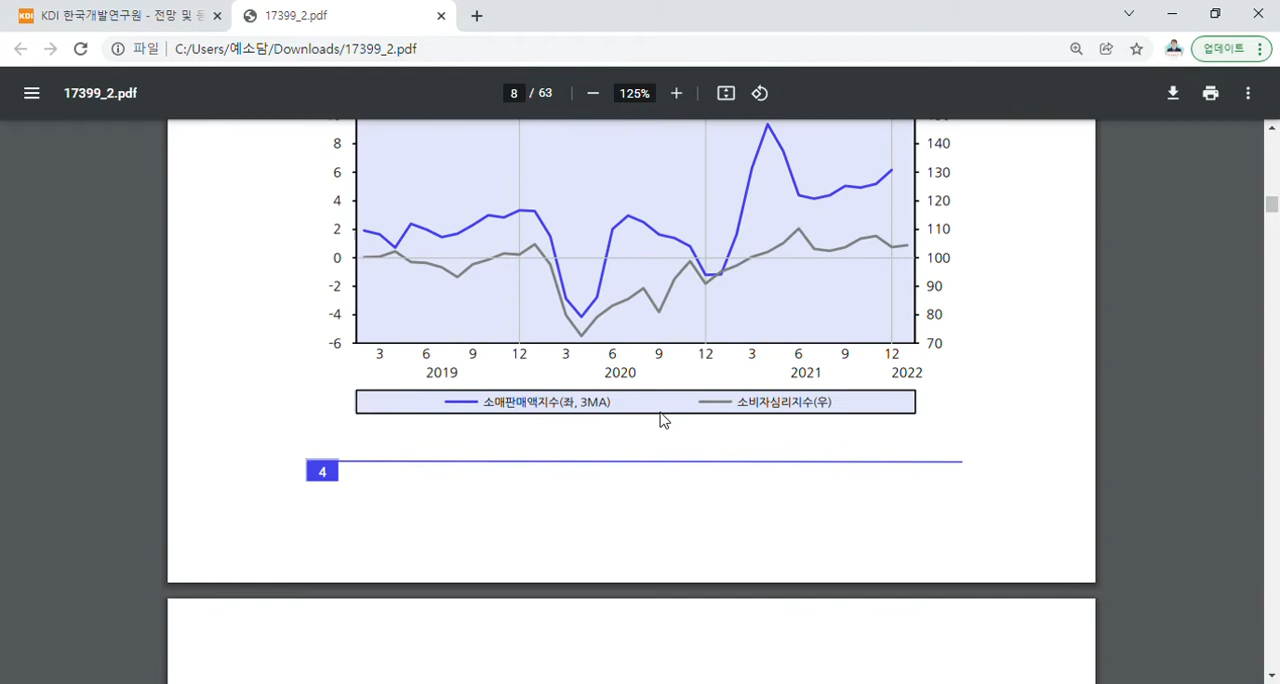 KDI 한국개발연구원 - 전망 및 동
17399_2.pdf
파일 C:/Users/예소담/Downloads/17399_2.pdf
업데이트
17399_2.pdf
8 / 63
125%
8 140
6 130
4 120
2 110
0 100
-2 90
-4 80
-6 70
3 6 9 12 3 6 9 12 3 6 9 12
2019 2020 2021 2022
소매판매액지수(좌, 3MA) 소비자심리지수(우)
4